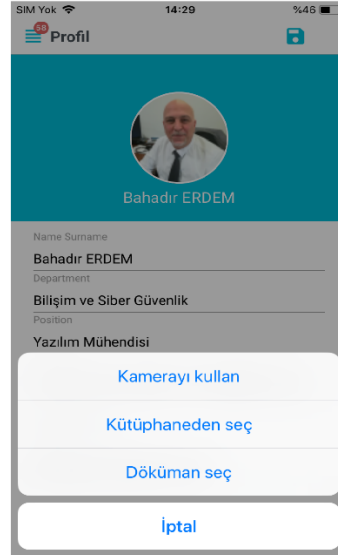 SIM Yok 14:29 %46
58
Profil
Bahadır ERDEM
Name Surname
Bahadır ERDEM
Department
Bilişim ve Siber Güvenlik
Position
Yazılım Mühendisi
Kamerayı kullan
Kütüphaneden seç
Döküman seç
İptal